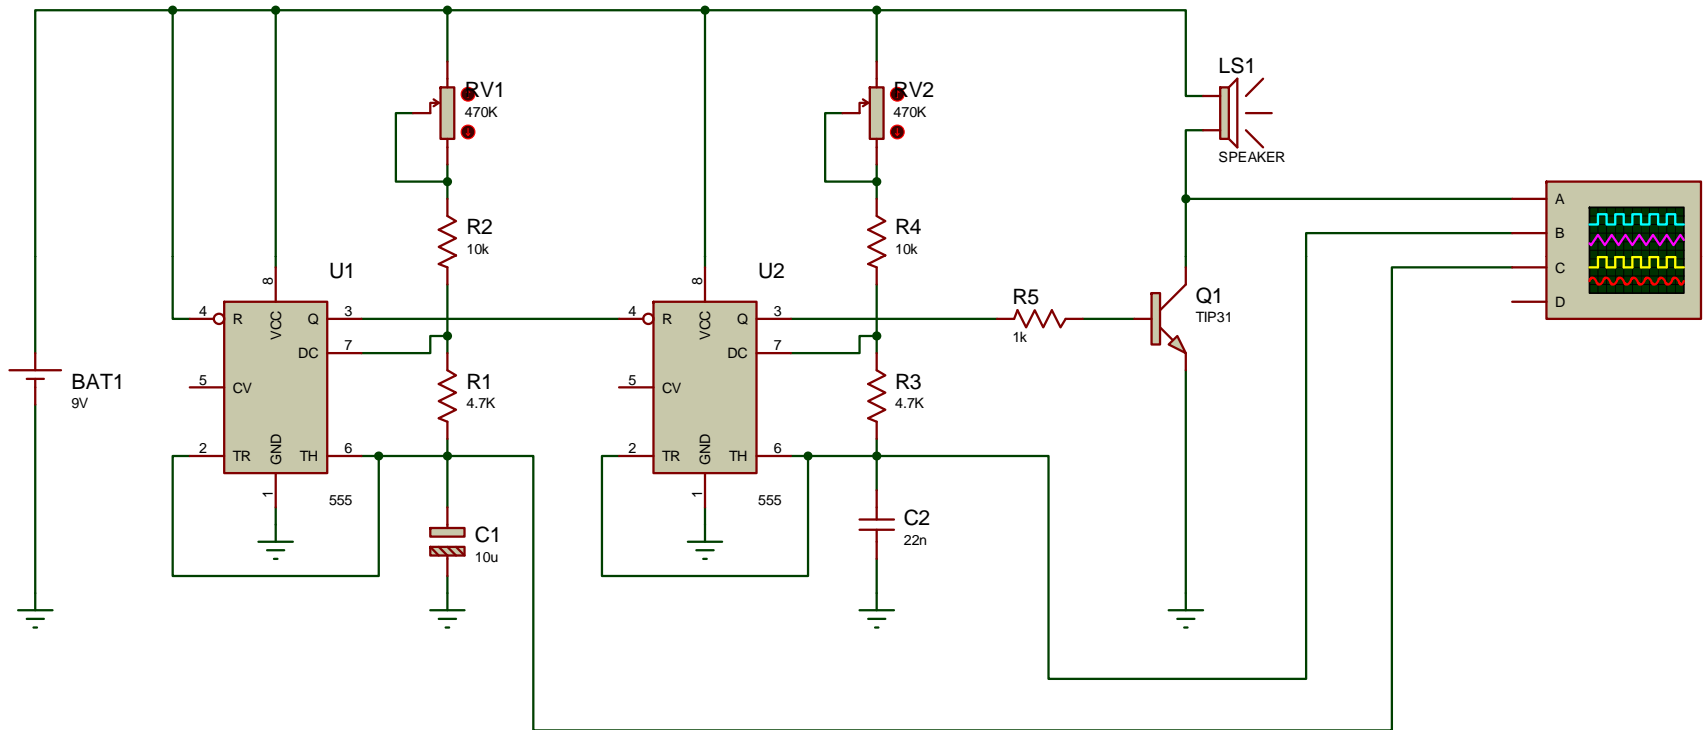 RV1
470K
RV2
470K
LS1
SPEAKER
A
B
C
D
R2
10k
R4
10k
U1
U2
8
8
4
R
VCC
Q
3
4
R
VCC
Q
3
R5
1k
Q1
TIP31
DC
7
DC
7
BAT1
9V
5
CV
R1
4.7K
5
CV
R3
4.7K
2
TR
GND
TH
6
2
TR
GND
TH
6
1
555
1
555
C1
10u
C2
22n